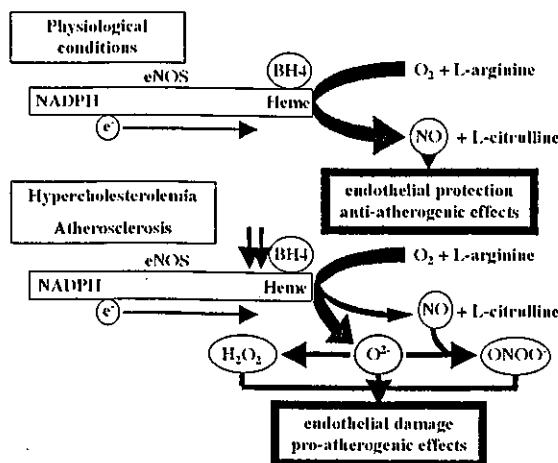 Physiological
conditions
eNOS
BH4
O₂ + L-arginine
NADPH
Heme
e⁻
NO + L-citrulline
endothelial protection
anti-atherogenic effects
Hypercholesterolemia
Atherosclerosis
eNOS
BH4
O₂ + L-arginine
NADPH
Heme
e⁻
NO + L-citrulline
H₂O₂
O²⁻
ONOO⁻
endothelial damage
pro-atherogenic effects